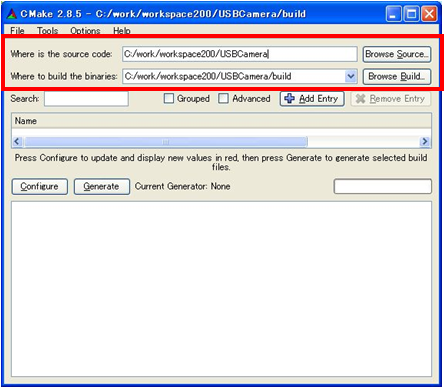 CMake 2.8.5 - C:/work/workspace200/USBCamera/build
File Tools Options Help
Where is the source code: C:/work/workspace200/USBCamera Browse Source...
Where to build the binaries: C:/work/workspace200/USBCamera/build Browse Build...
Search: Grouped Advanced Add Entry Remove Entry
Name
Press Configure to update and display new values in red, then press Generate to generate selected build
files.
Configure Generate Current Generator: None